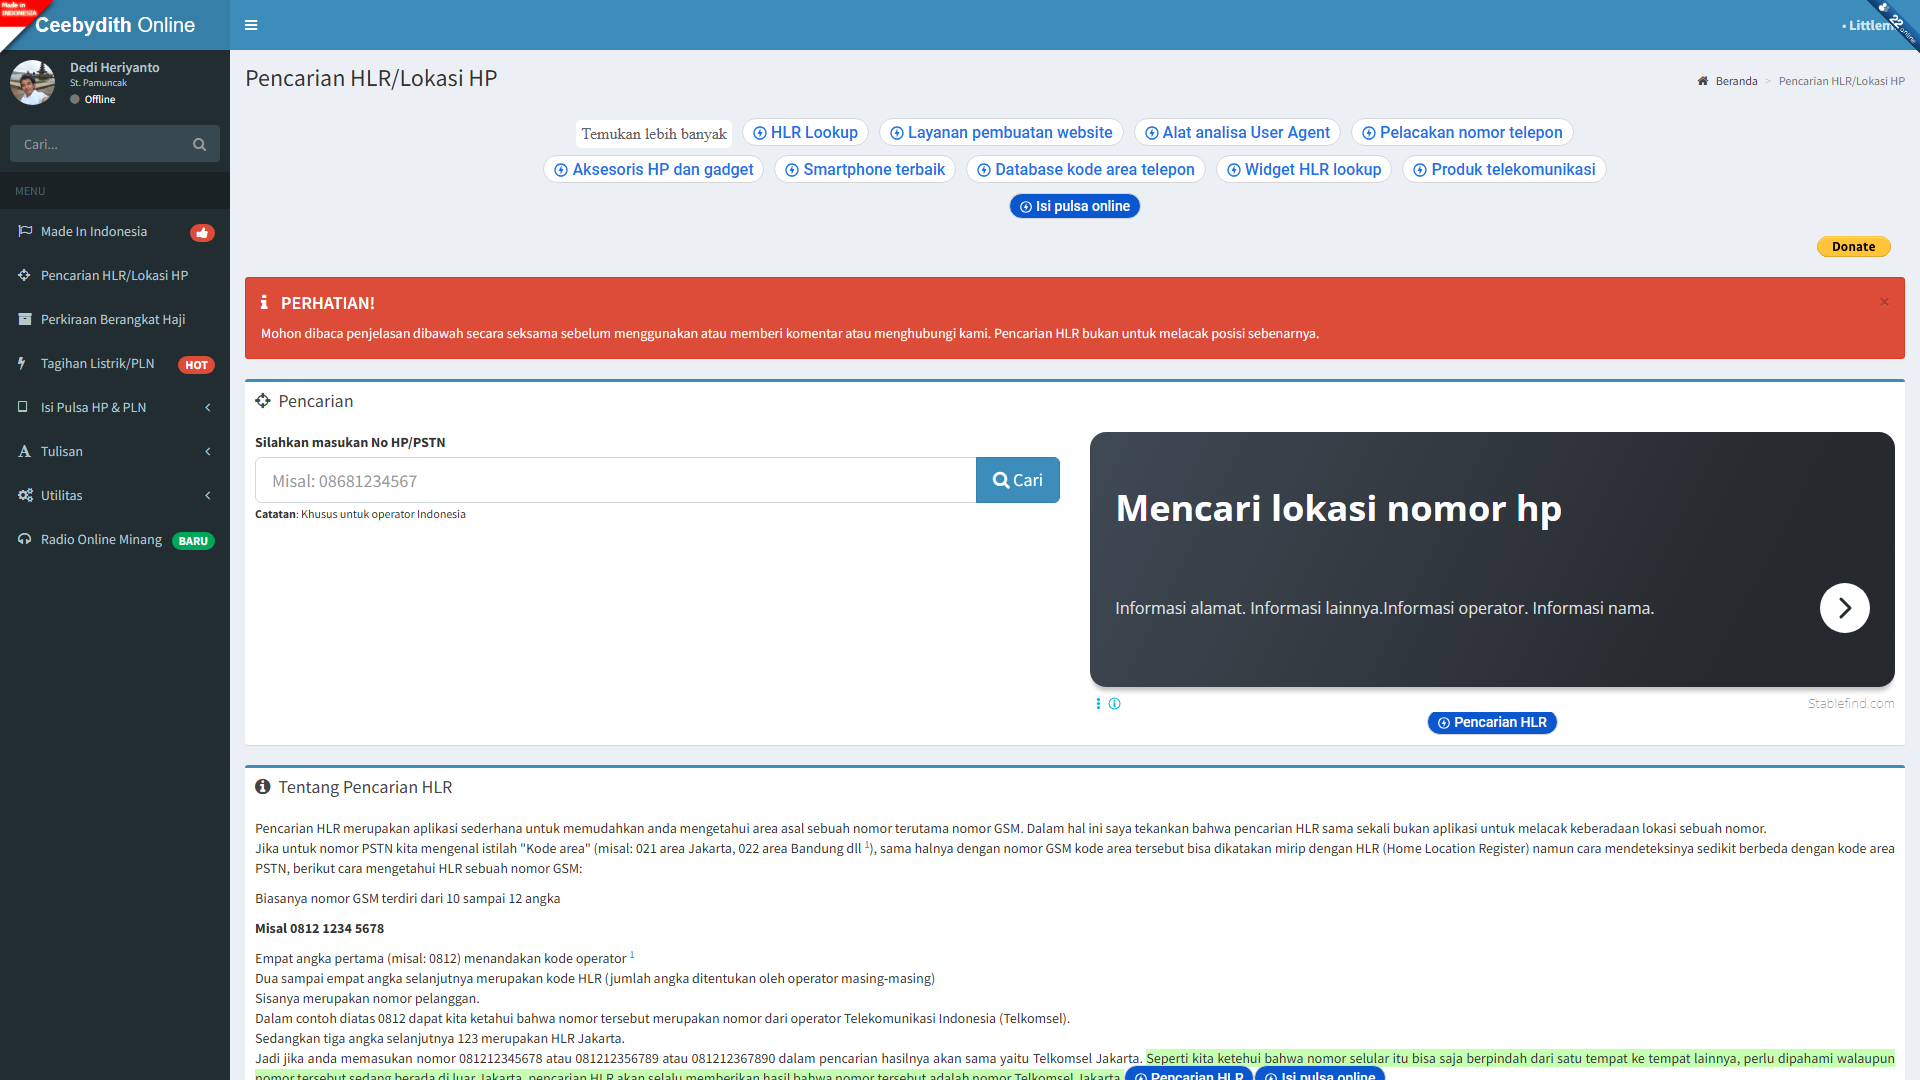 Made in
INDONESIA
Ceebydith Online
• Littlem
22
online
Dedi Heriyanto
St. Pamuncak
Offline
Cari...
MENU
Made In Indonesia
Pencarian HLR/Lokasi HP
Perkiraan Berangkat Haji
Tagihan Listrik/PLN HOT
Isi Pulsa HP & PLN
Tulisan
Utilitas
Radio Online Minang BARU
Pencarian HLR/Lokasi HP
Beranda > Pencarian HLR/Lokasi HP
Temukan lebih banyak HLR Lookup Layanan pembuatan website Alat analisa User Agent Pelacakan nomor telepon
Aksesoris HP dan gadget Smartphone terbaik Database kode area telepon Widget HLR lookup Produk telekomunikasi
Isi pulsa online
Donate
PERHATIAN!
×
Mohon dibaca penjelasan dibawah secara seksama sebelum menggunakan atau memberi komentar atau menghubungi kami. Pencarian HLR bukan untuk melacak posisi sebenarnya.
Pencarian
Silahkan masukan No HP/PSTN
Misal: 08681234567 Cari
Catatan: Khusus untuk operator Indonesia
Mencari lokasi nomor hp
Informasi alamat. Informasi lainnya.Informasi operator. Informasi nama.
Stablefind.com
Pencarian HLR
Tentang Pencarian HLR
Pencarian HLR merupakan aplikasi sederhana untuk memudahkan anda mengetahui area asal sebuah nomor terutama nomor GSM. Dalam hal ini saya tekankan bahwa pencarian HLR sama sekali bukan aplikasi untuk melacak keberadaan lokasi sebuah nomor.
Jika untuk nomor PSTN kita mengenal istilah "Kode area" (misal: 021 area Jakarta, 022 area Bandung dll 1), sama halnya dengan nomor GSM kode area tersebut bisa dikatakan mirip dengan HLR (Home Location Register) namun cara mendeteksinya sedikit berbeda dengan kode area
PSTN, berikut cara mengetahui HLR sebuah nomor GSM:
Biasanya nomor GSM terdiri dari 10 sampai 12 angka
Misal 0812 1234 5678
Empat angka pertama (misal: 0812) menandakan kode operator 1
Dua sampai empat angka selanjutnya merupakan kode HLR (jumlah angka ditentukan oleh operator masing-masing)
Sisanya merupakan nomor pelanggan.
Dalam contoh diatas 0812 dapat kita ketahui bahwa nomor tersebut merupakan nomor dari operator Telekomunikasi Indonesia (Telkomsel).
Sedangkan tiga angka selanjutnya 123 merupakan HLR Jakarta.
Jadi jika anda memasukan nomor 081212345678 atau 081212356789 atau 081212367890 dalam pencarian hasilnya akan sama yaitu Telkomsel Jakarta. Seperti kita ketehui bahwa nomor selular itu bisa saja berpindah dari satu tempat ke tempat lainnya, perlu dipahami walaupun
nomor tersebut sedang berada di luar Jakarta, pencarian HLR akan selalu memberikan hasil bahwa nomor tersebut adalah nomor Telkomsel Jakarta. Pencarian HLR Isi pulsa online